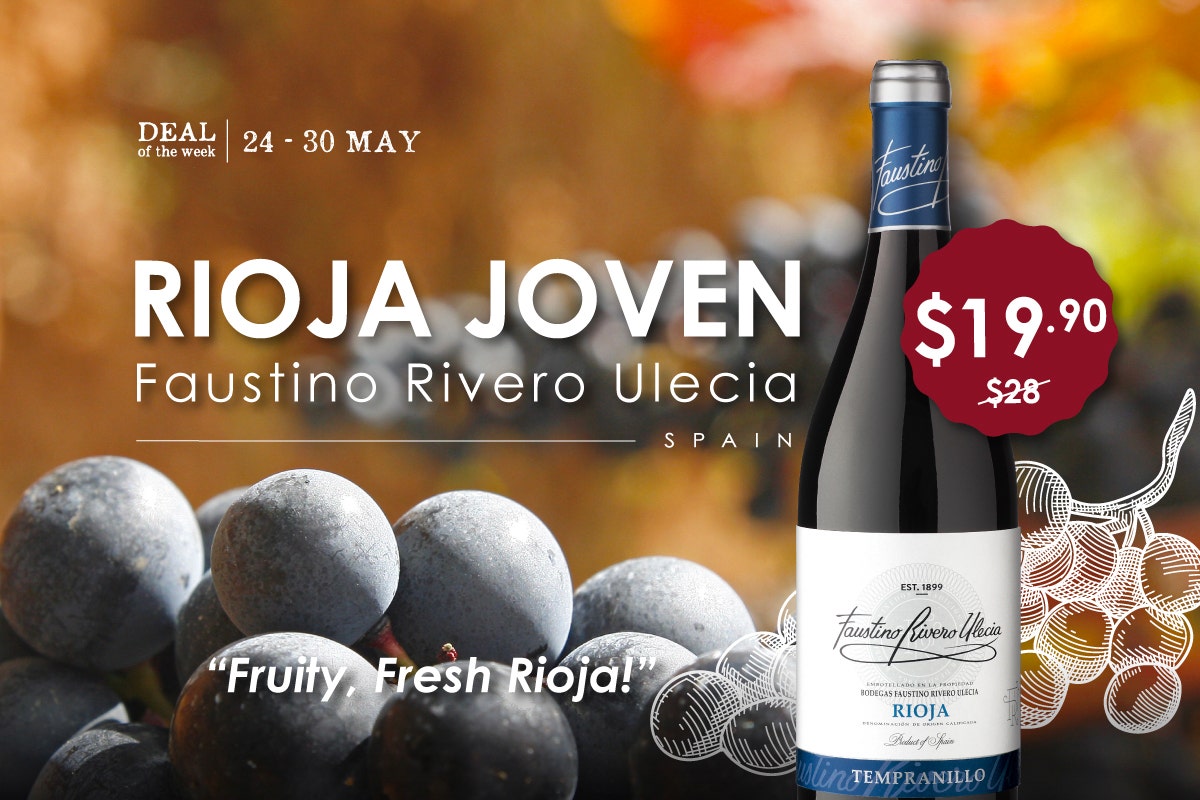 DEAL
of the week
24 - 30 MAY
RIOJA JOVEN
Faustino Rivero Ulecia
SPAIN
"Fruity, Fresh Rioja!"
Faustino
$19.90
$28
EST. 1899
Faustino Rivero Ulecia
EMBOTELLADO EN LA PROPIEDAD
BODEGAS FAUSTINO RIVERO ULECIA
RIOJA
DENOMINACIÓN DE ORIGEN CALIFICADA
Product of Spain
TEMPRANILLO